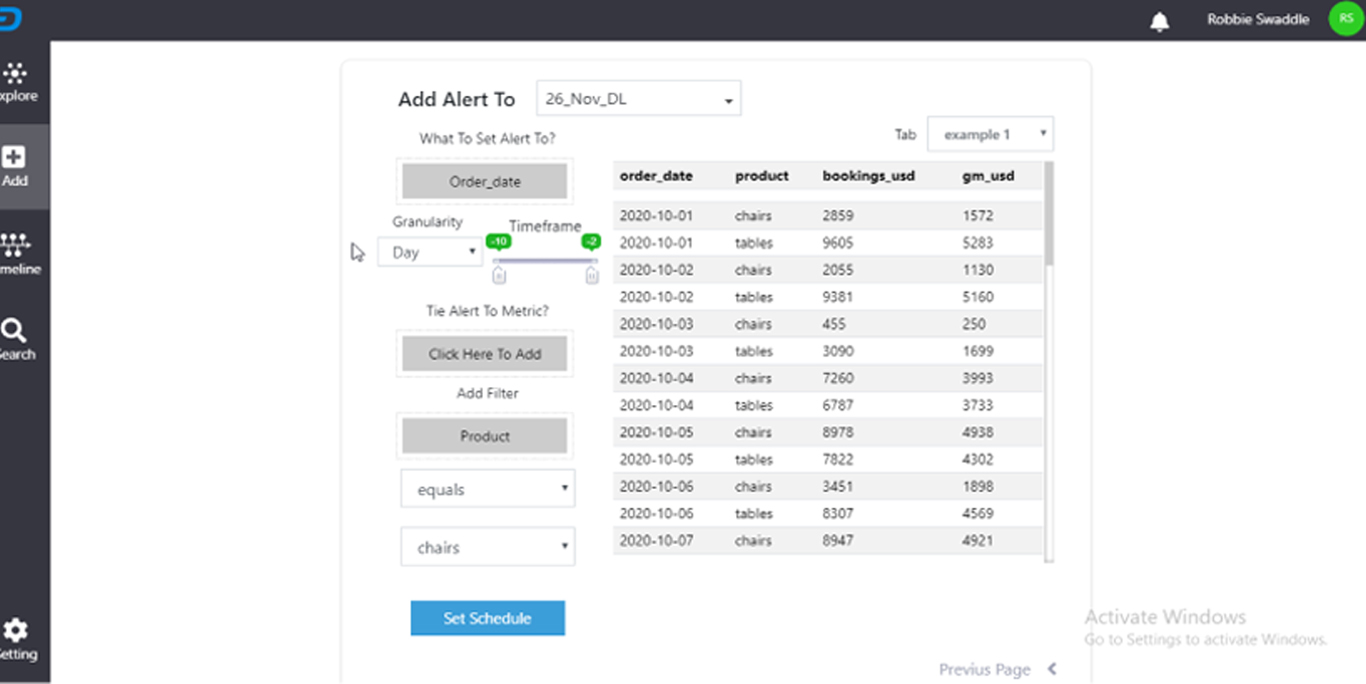 Robbie Swaddle RS
xplore
Add
meline
Search
etting
Add Alert To 26_Nov_DL
What To Set Alert To?
Order_date
Granularity Timeframe
-10 -2
Day
Tie Alert To Metric?
Click Here To Add
Add Filter
Product
equals
chairs
Set Schedule
Tab example 1
order_date product bookings_usd gm_usd
2020-10-01 chairs 2859 1572
2020-10-01 tables 9605 5283
2020-10-02 chairs 2055 1130
2020-10-02 tables 9381 5160
2020-10-03 chairs 455 250
2020-10-03 tables 3090 1699
2020-10-04 chairs 7260 3993
2020-10-04 tables 6787 3733
2020-10-05 chairs 8978 4938
2020-10-05 tables 7822 4302
2020-10-06 chairs 3451 1898
2020-10-06 tables 8307 4569
2020-10-07 chairs 8947 4921
Activate Windows
Go to Settings to activate Windows.
Previus Page